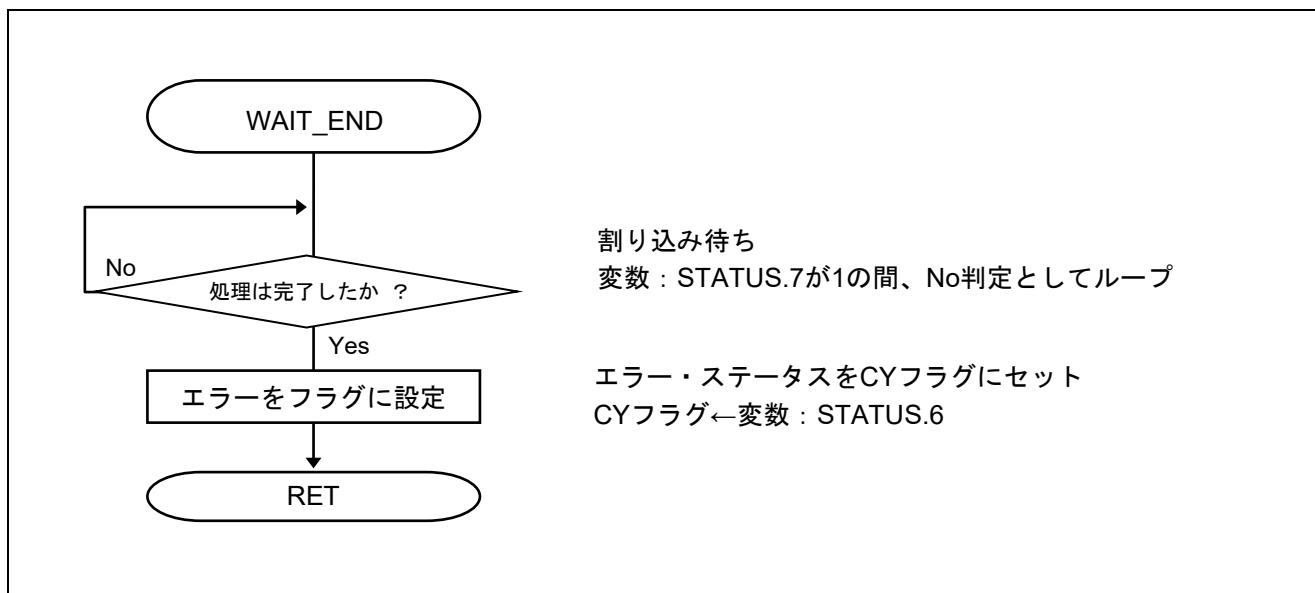 WAIT_END
割り込み待ち
No
処理は完了したか ？
変数：STATUS.7が1の間、No判定としてループ
Yes
エラーをフラグに設定
エラー・ステータスをCYフラグにセット
CYフラグ←変数：STATUS.6
RET